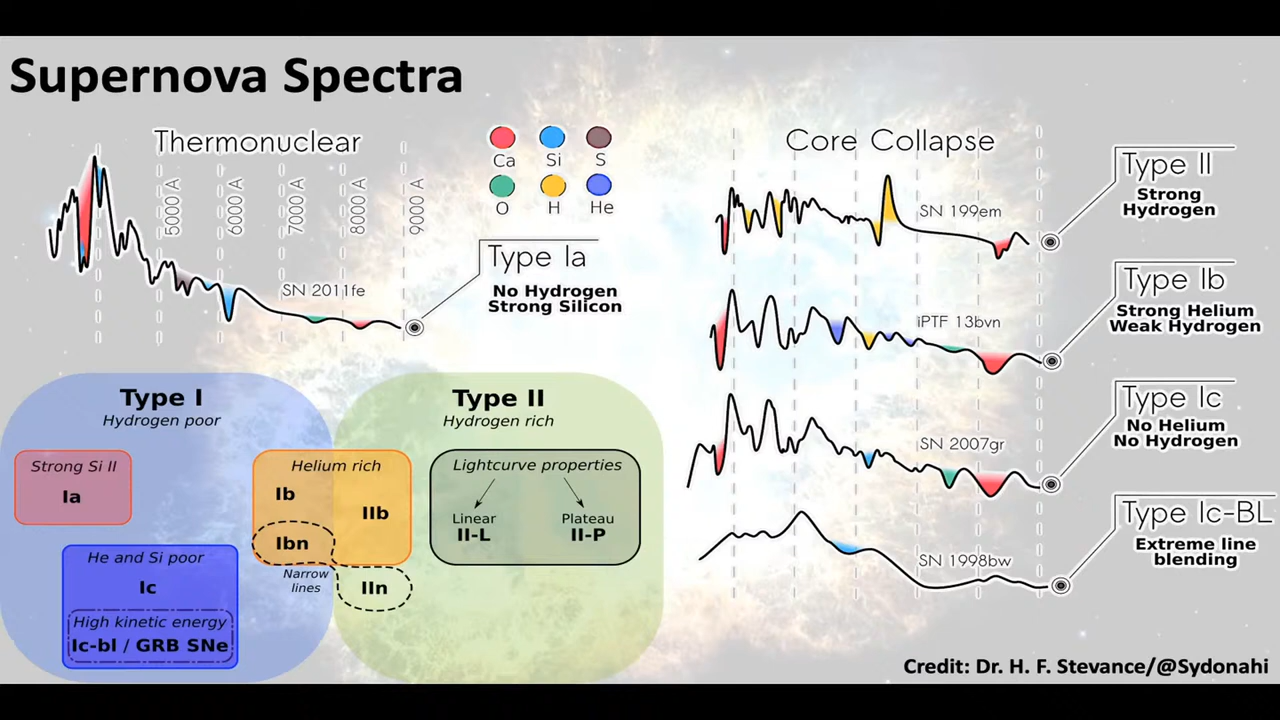 Supernova Spectra
Thermonuclear
5000 A
6000 A
7000 A
8000 A
9000 A
SN 2011fe
Ca
Si
S
O
H
He
Type Ia
No Hydrogen
Strong Silicon
Core Collapse
SN 199em
Type II
Strong
Hydrogen
iPTF 13bvn
Type Ib
Strong Helium
Weak Hydrogen
SN 2007gr
Type Ic
No Helium
No Hydrogen
SN 1998bw
Type Ic-BL
Extreme line
blending
Type I
Hydrogen poor
Strong Si II
Ia
He and Si poor
Ic
High kinetic energy
Ic-bl / GRB SNe
Helium rich
Ib
IIb
Ibn
Narrow
lines
IIn
Type II
Hydrogen rich
Lightcurve properties
Linear
II-L
Plateau
II-P
Credit: Dr. H. F. Stevance/@Sydonahi